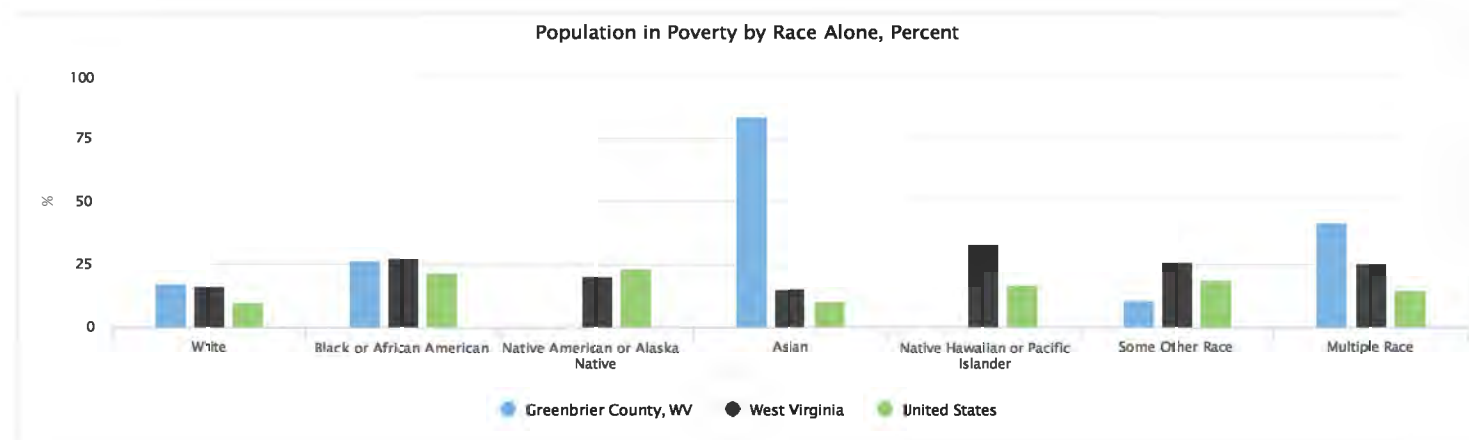 Population in Poverty by Race Alone, Percent
100
75
50
25
0
%
White
Black or African American
Native American or Alaska
Native
Asian
Native Hawaiian or Pacific
Islander
Some Other Race
Multiple Race
Greenbrier County, WV
West Virginia
United States